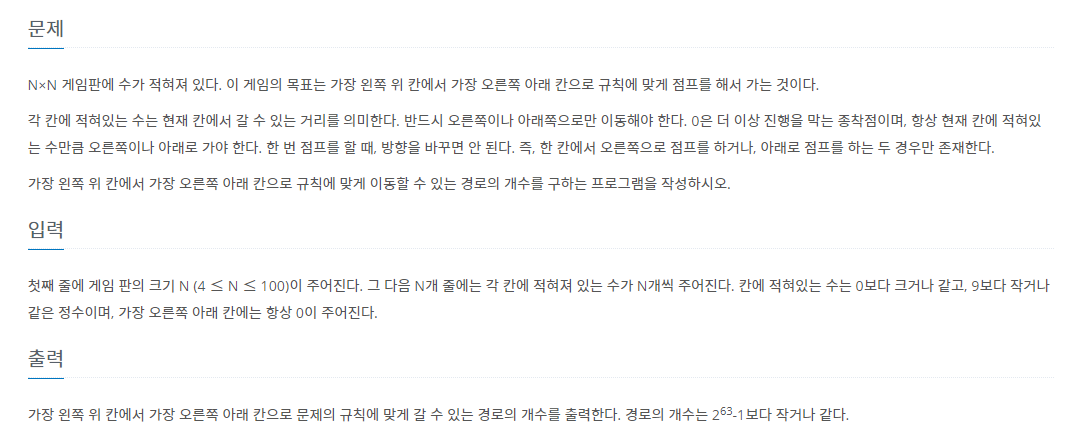 문제
N×N 게임판에 수가 적혀져 있다. 이 게임의 목표는 가장 왼쪽 위 칸에서 가장 오른쪽 아래 칸으로 규칙에 맞게 점프를 해서 가는 것이다.
각 칸에 적혀있는 수는 현재 칸에서 갈 수 있는 거리를 의미한다. 반드시 오른쪽이나 아래쪽으로만 이동해야 한다. 0은 더 이상 진행을 막는 종착점이며, 항상 현재 칸에 적혀있
는 수만큼 오른쪽이나 아래로 가야 한다. 한 번 점프를 할 때, 방향을 바꾸면 안 된다. 즉, 한 칸에서 오른쪽으로 점프를 하거나, 아래로 점프를 하는 두 경우만 존재한다.
가장 왼쪽 위 칸에서 가장 오른쪽 아래 칸으로 규칙에 맞게 이동할 수 있는 경로의 개수를 구하는 프로그램을 작성하시오.
입력
첫째 줄에 게임 판의 크기 N (4 ≤ N ≤ 100)이 주어진다. 그 다음 N개 줄에는 각 칸에 적혀져 있는 수가 N개씩 주어진다. 칸에 적혀있는 수는 0보다 크거나 같고, 9보다 작거나
같은 정수이며, 가장 오른쪽 아래 칸에는 항상 0이 주어진다.
출력
가장 왼쪽 위 칸에서 가장 오른쪽 아래 칸으로 문제의 규칙에 맞게 갈 수 있는 경로의 개수를 출력한다. 경로의 개수는 2⁶³-1보다 작거나 같다.